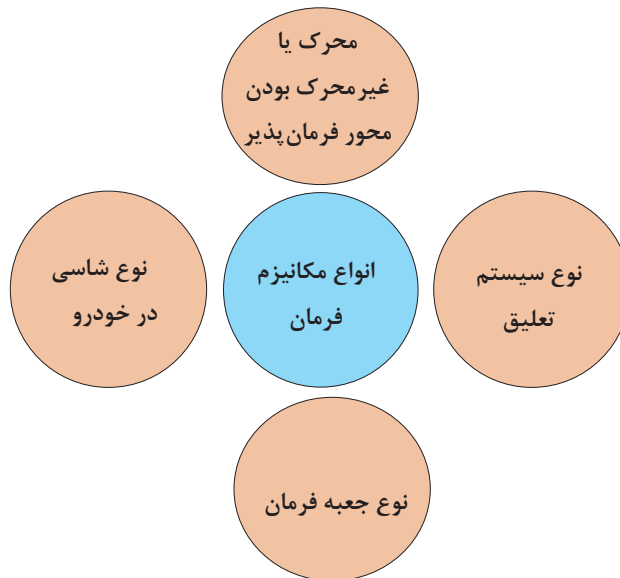 محرک یا
غیرمحرک بودن
محور فرمان‌پذیر
نوع سیستم
تعلیق
انواع مکانیزم
فرمان
نوع شاسی
در خودرو
نوع جعبه فرمان